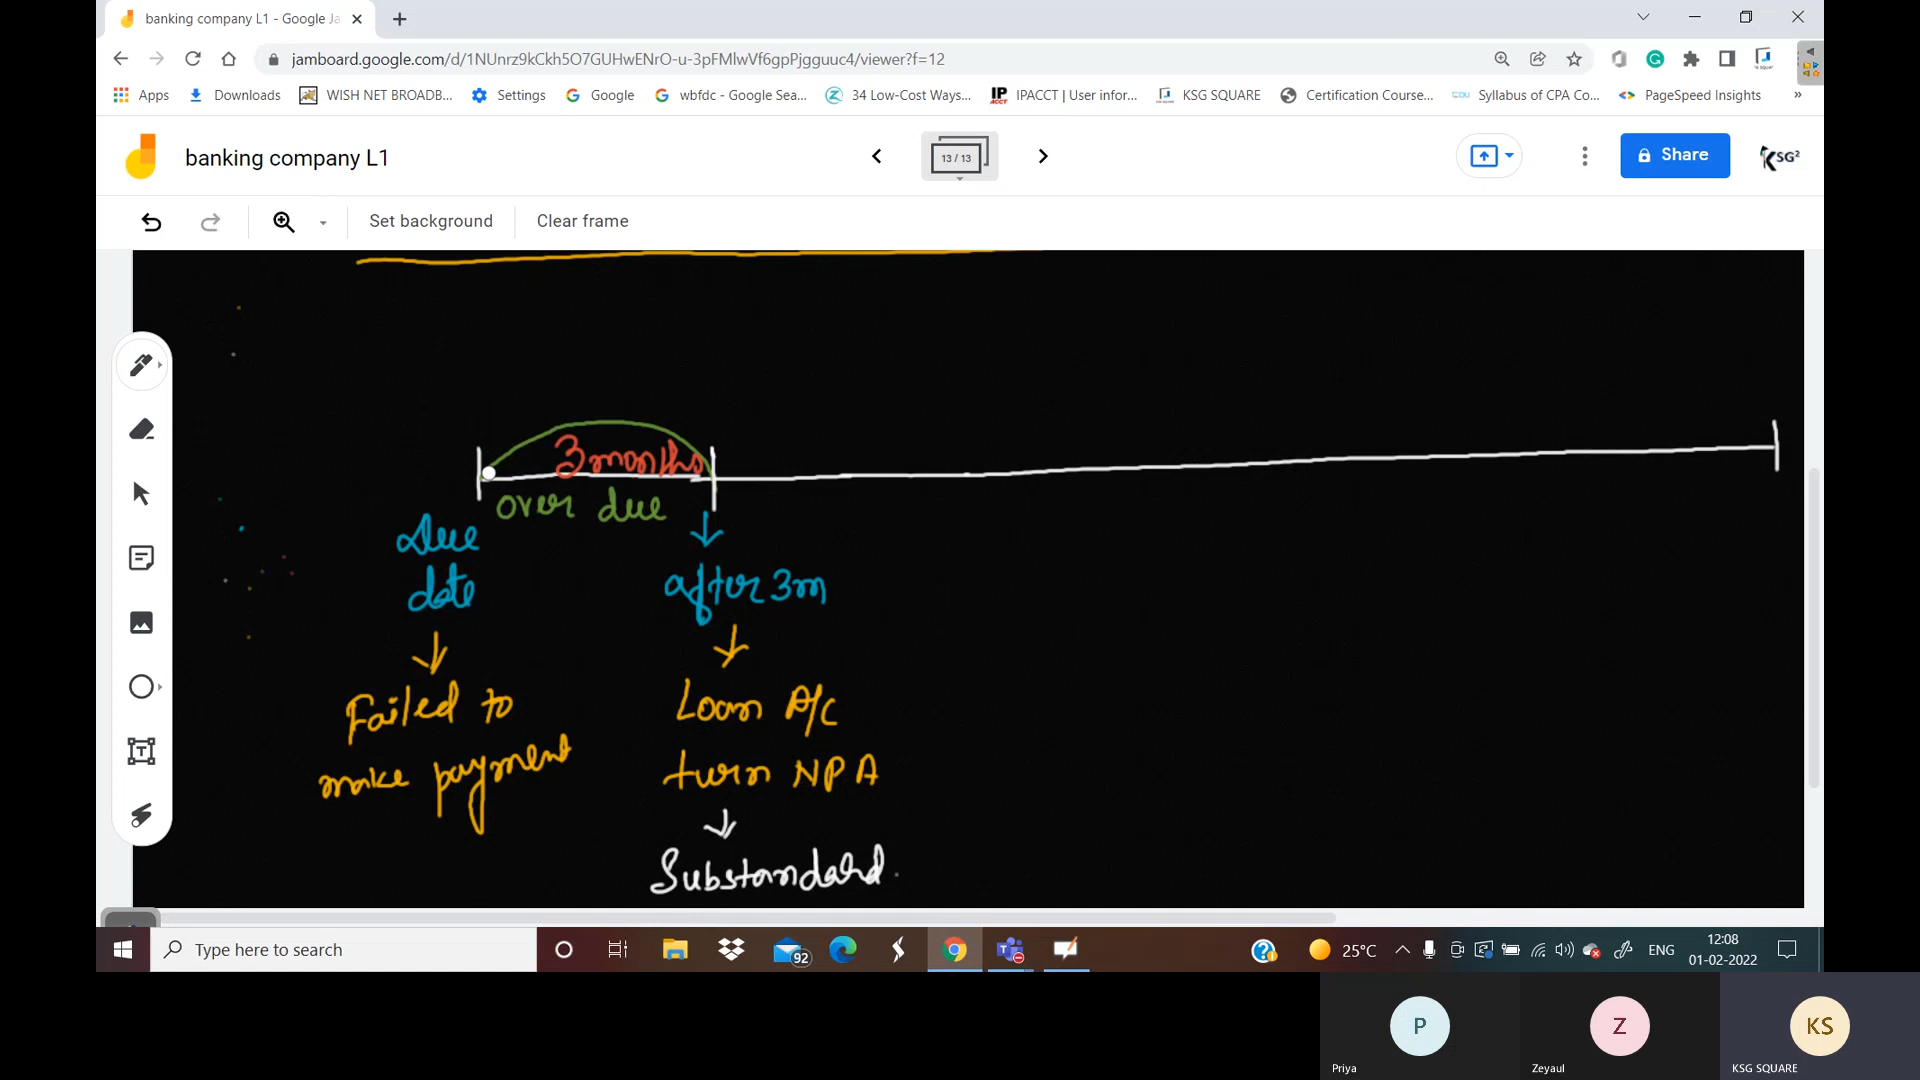 banking company L1 - Google Ja
jamboard.google.com/d/1NUnrz9kCkh5O7GUHwENrO-u-3pFMlwVf6gpPjgguuc4/viewer?f=12
Apps Downloads WISH NET BROADB... Settings Google wbfdc - Google Sea... 34 Low-Cost Ways... IPACCT | User infor... KSG SQUARE Certification Course... Syllabus of CPA Co... PageSpeed Insights »
banking company L1
13 / 13
Share
KSG²
Set background Clear frame
3 months
over due
Due
date
after 3m
Failed to
make payment
Loan A/C
turn NPA
Substandard
Type here to search
92
25°C
ENG
12:08
01-02-2022
P
Z
KS
Priya
Zeyaul
KSG SQUARE